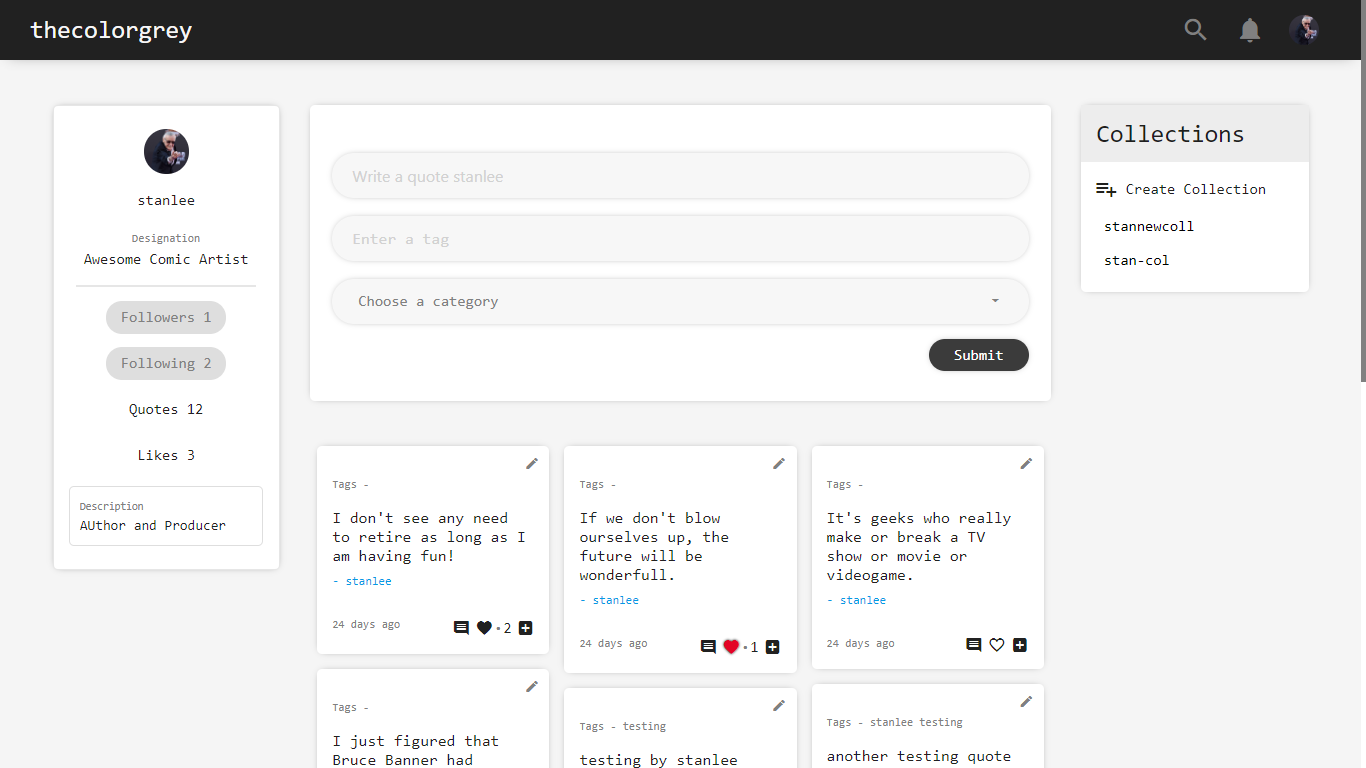 thecolorgrey
stanlee
Designation
Awesome Comic Artist
Followers 1
Following 2
Quotes 12
Likes 3
Description
AUthor and Producer
Write a quote stanlee
Enter a tag
Choose a category
Submit
Collections
Create Collection
stannewcoll
stan-col
Tags -
I don't see any need
to retire as long as I
am having fun!
- stanlee
24 days ago
• 2
Tags -
If we don't blow
ourselves up, the
future will be
wonderfull.
- stanlee
24 days ago
• 1
Tags -
It's geeks who really
make or break a TV
show or movie or
videogame.
- stanlee
24 days ago
Tags -
I just figured that
Bruce Banner had
Tags - testing
testing by stanlee
Tags - stanlee testing
another testing quote